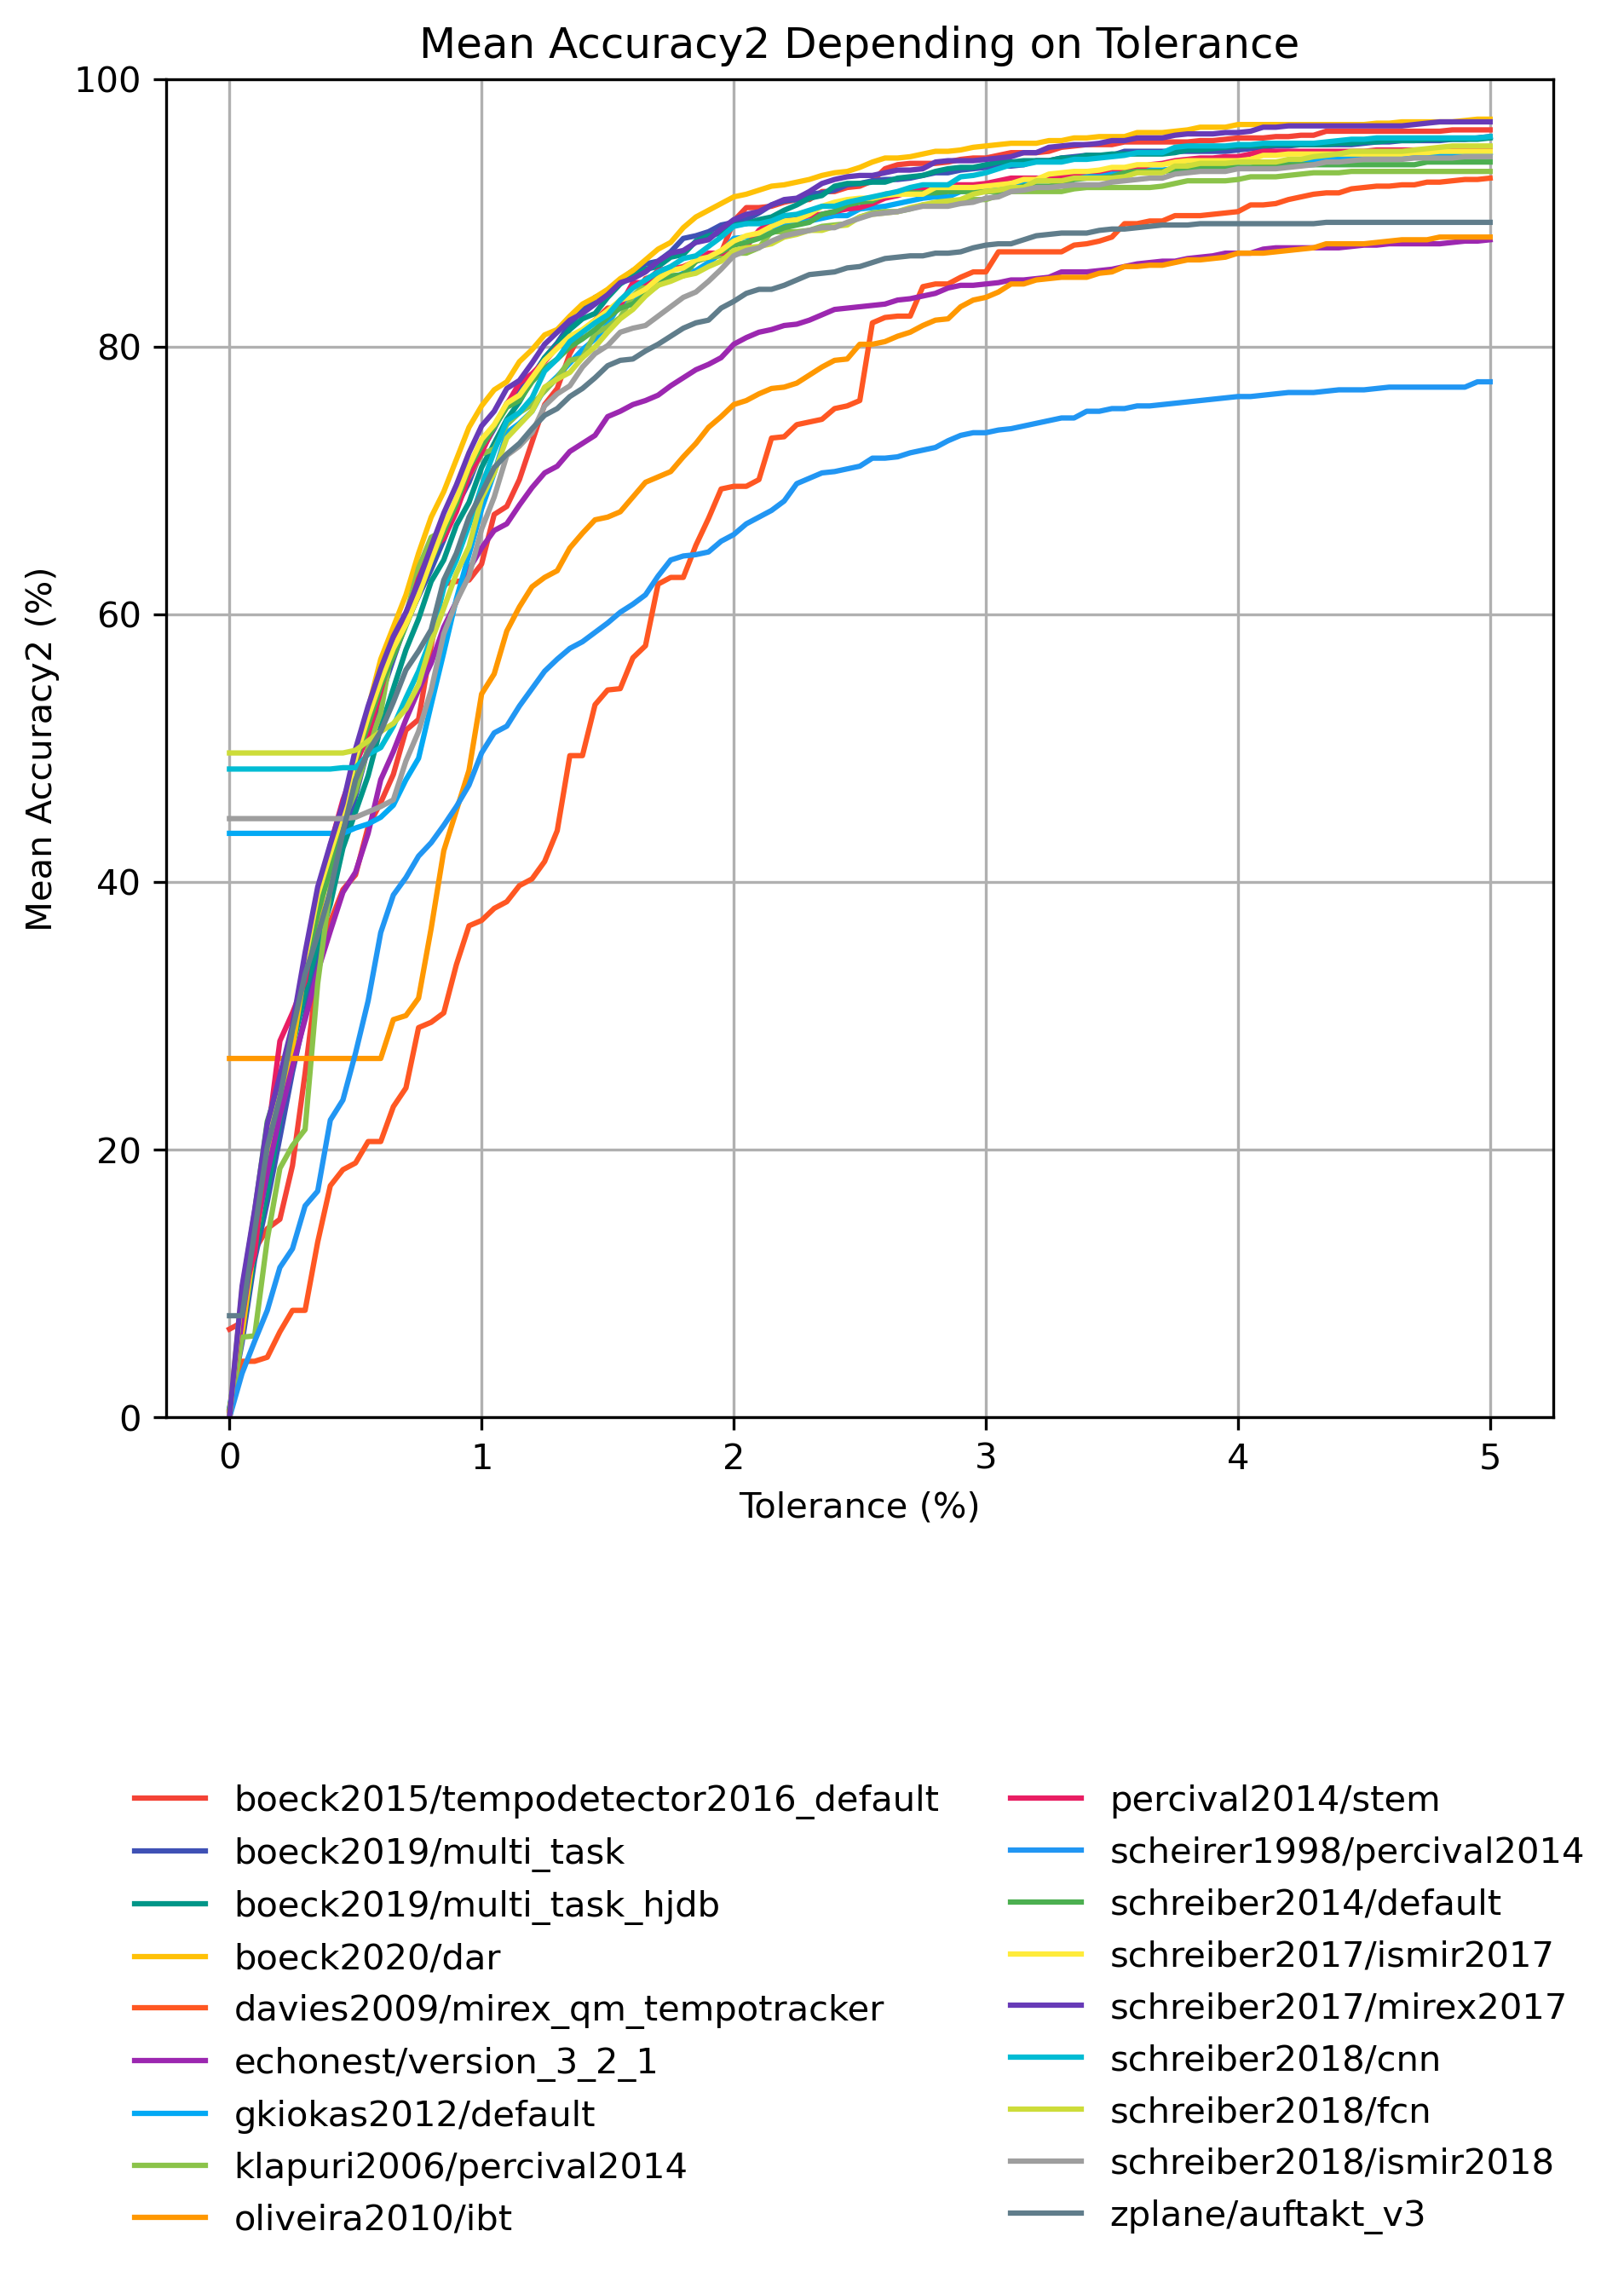 Mean Accuracy2 Depending on Tolerance
100
80
60
40
20
0
Mean Accuracy2 (%)
0 1 2 3 4 5
Tolerance (%)
boeck2015/tempodetector2016_default
boeck2019/multi_task
boeck2019/multi_task_hjdb
boeck2020/dar
davies2009/mirex_qm_tempotracker
echonest/version_3_2_1
gkiokas2012/default
klapuri2006/percival2014
oliveira2010/ibt
percival2014/stem
scheirer1998/percival2014
schreiber2014/default
schreiber2017/ismir2017
schreiber2017/mirex2017
schreiber2018/cnn
schreiber2018/fcn
schreiber2018/ismir2018
zplane/auftakt_v3